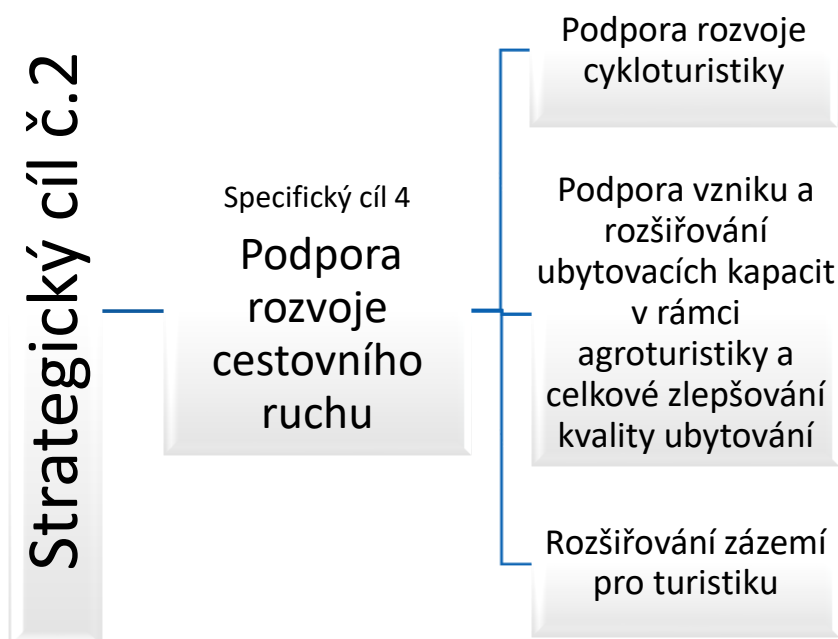 Strategický cíl č.2
Specifický cíl 4
Podpora
rozvoje
cestovního
ruchu
Podpora rozvoje
cykloturistiky
Podpora vzniku a
rozšiřování
ubytovacích kapacit
v rámci
agroturistiky a
celkové zlepšování
kvality ubytování
Rozšiřování zázemí
pro turistiku